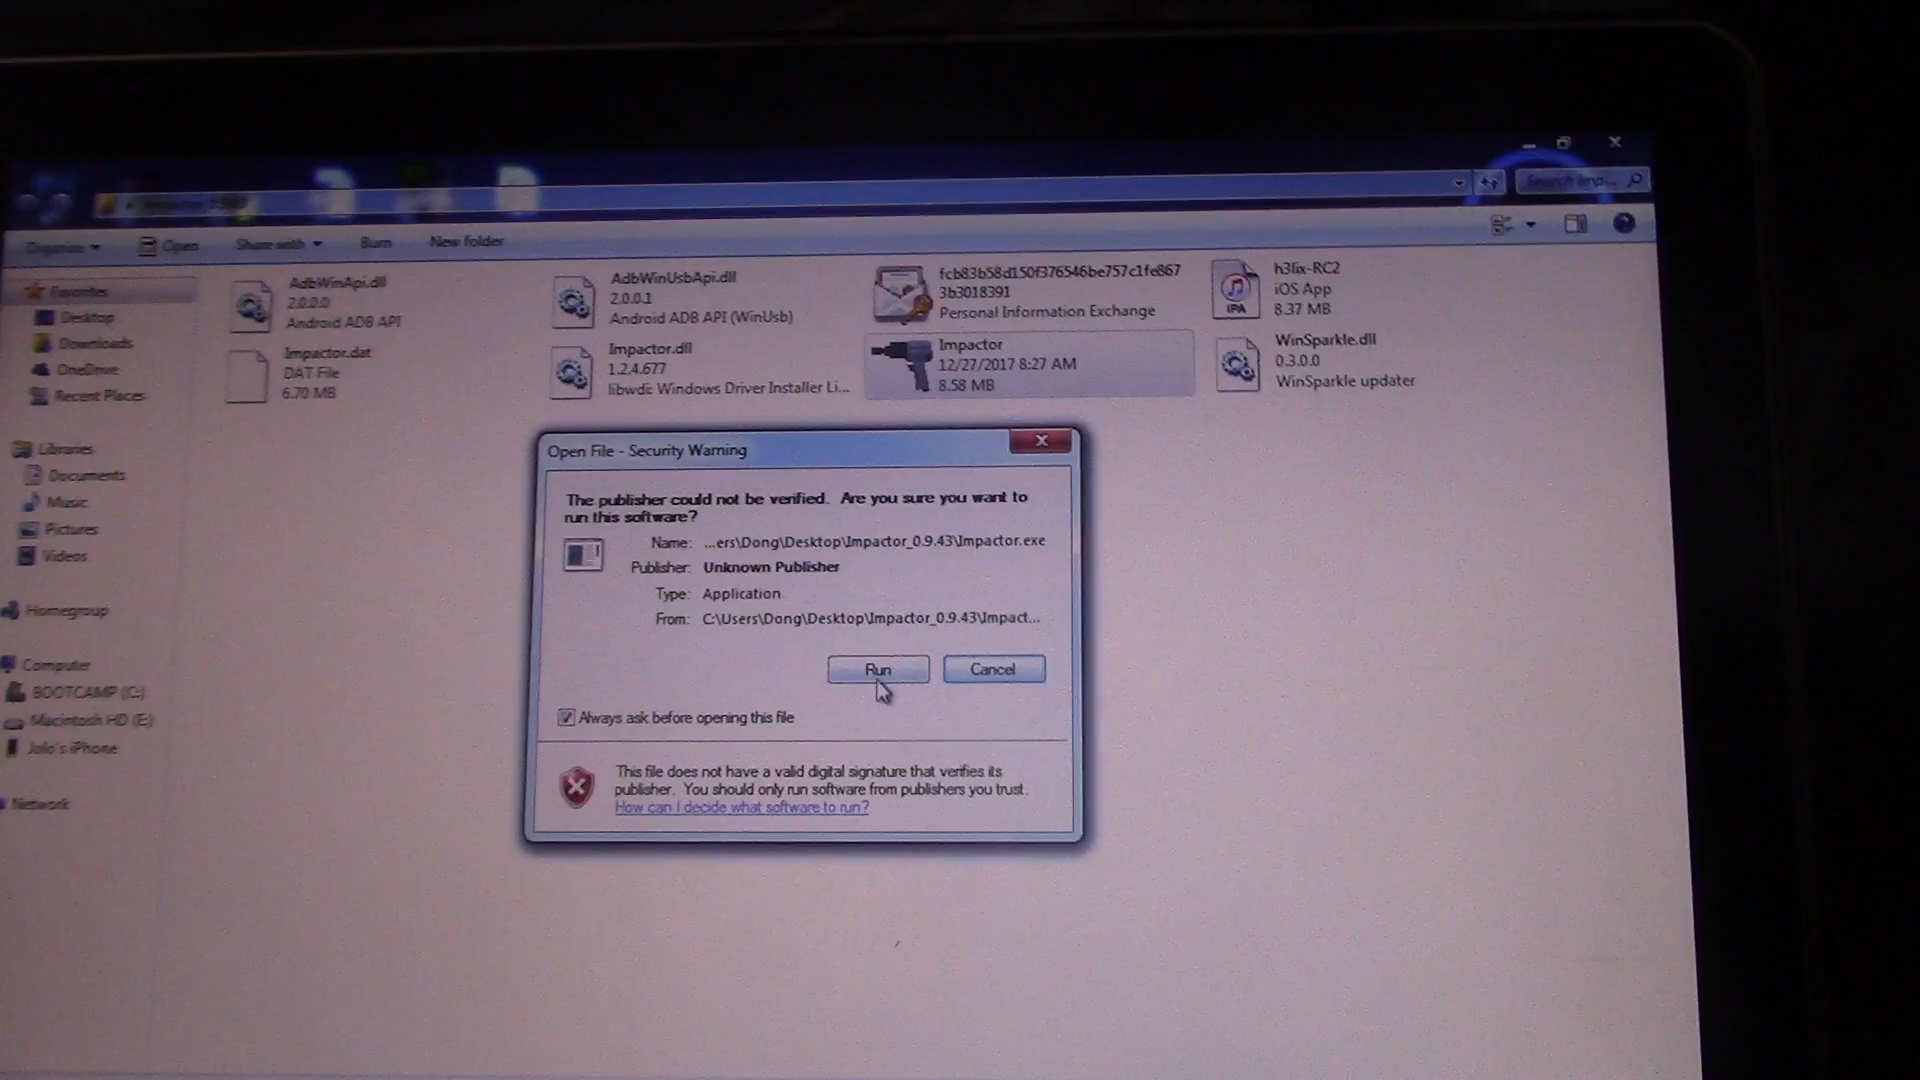 Search Imp...
Organize
Open
Share with
Burn
New folder
Favorites
Desktop
Downloads
OneDrive
Recent Places
Libraries
Documents
Music
Pictures
Videos
Homegroup
Computer
BOOTCAMP (C:)
Macintosh HD (E:)
Jolo's iPhone
Network
AdbWinApi.dll
2.0.0.0
Android ADB API
AdbWinUsbApi.dll
2.0.0.1
Android ADB API (WinUsb)
fcb83b58d150f376546be757c1fe867
3b3018391
Personal Information Exchange
h3lix-RC2
iOS App
8.37 MB
IPA
Impactor.dat
DAT File
6.70 MB
Impactor.dll
1.2.4.677
libwdi: Windows Driver Installer Li...
Impactor
12/27/2017 8:27 AM
8.58 MB
WinSparkle.dll
0.3.0.0
WinSparkle updater
Open File - Security Warning
The publisher could not be verified. Are you sure you want to
run this software?
Name: ...ers\Dong\Desktop\Impactor_0.9.43\Impactor.exe
Publisher: Unknown Publisher
Type: Application
From: C:\Users\Dong\Desktop\Impactor_0.9.43\Impact...
Run
Cancel
Always ask before opening this file
This file does not have a valid digital signature that verifies its
publisher. You should only run software from publishers you trust.
How can I decide what software to run?